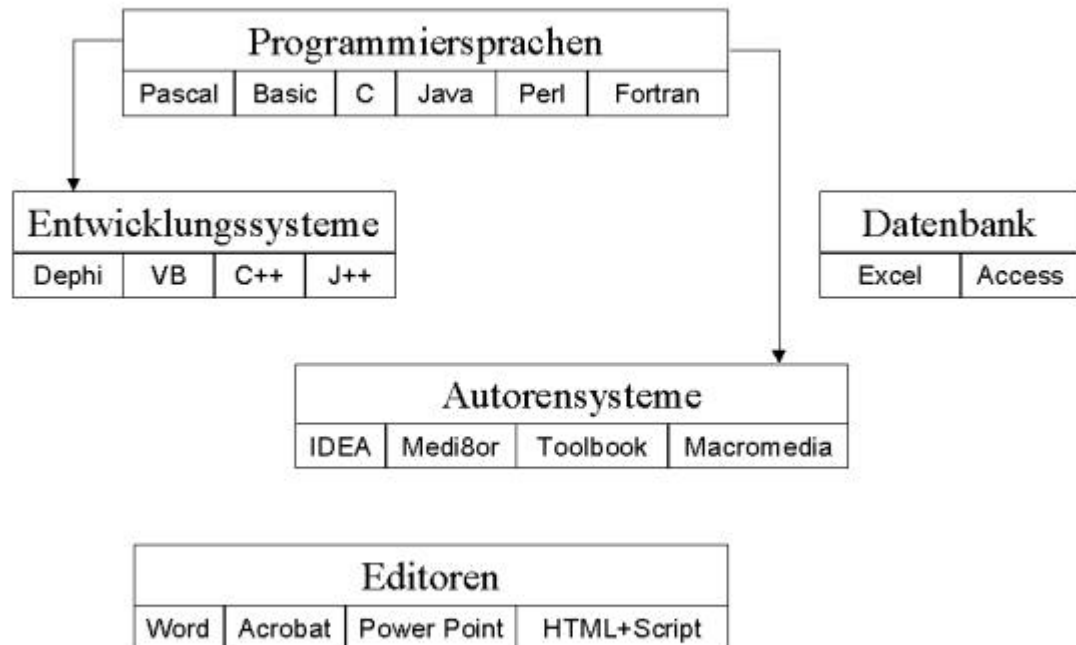 Programmiersprachen
Pascal Basic C Java Perl Fortran
Entwicklungssysteme
Dephi VB C++ J++
Datenbank
Excel Access
Autorensysteme
IDEA Medi8or Toolbook Macromedia
Editoren
Word Acrobat Power Point HTML+Script